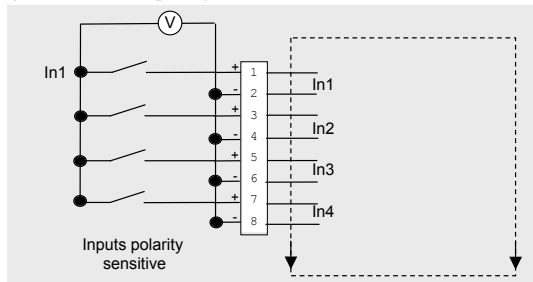 V
In1
+ 1
- 2
In1
+ 3
- 4
In2
+ 5
- 6
In3
+ 7
- 8
In4
Inputs polarity
sensitive